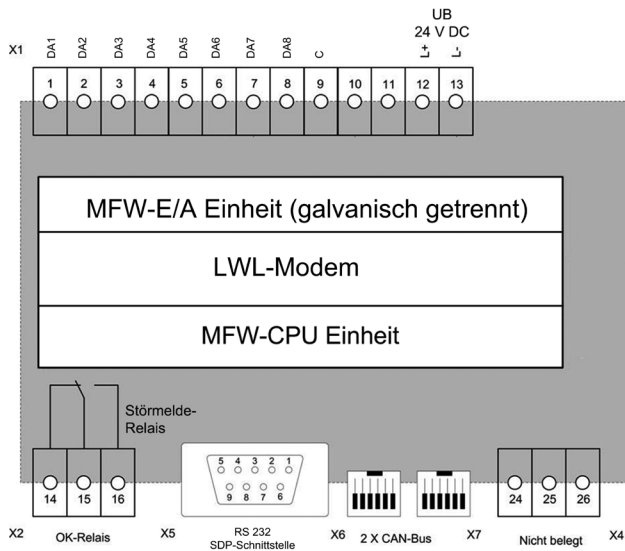 UB
24 V DC
X1 DA1 DA2 DA3 DA4 DA5 DA6 DA7 DA8 C L+ L-
1 2 3 4 5 6 7 8 9 10 11 12 13
MFW-E/A Einheit (galvanisch getrennt)
LWL-Modem
MFW-CPU Einheit
Störmelde-
Relais
14 15 16
5 4 3 2 1
9 8 7 6
24 25 26
X2 OK-Relais X5 RS 232 X6 2 X CAN-Bus X7 Nicht belegt X4
SDP-Schnittstelle